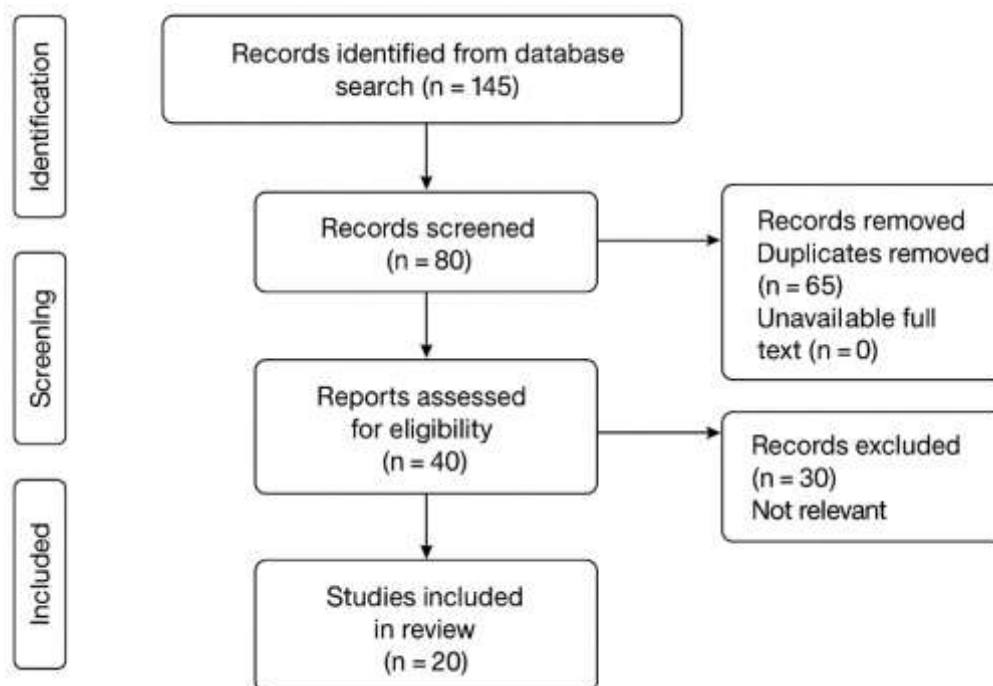 Identification
Records identified from database
search (n = 145)
Records screened
(n = 80)
Records removed
Duplicates removed
(n = 65)
Unavailable full
text (n = 0)
Screening
Reports assessed
for eligibility
(n = 40)
Records excluded
(n = 30)
Not relevant
Included
Studies included
in review
(n = 20)